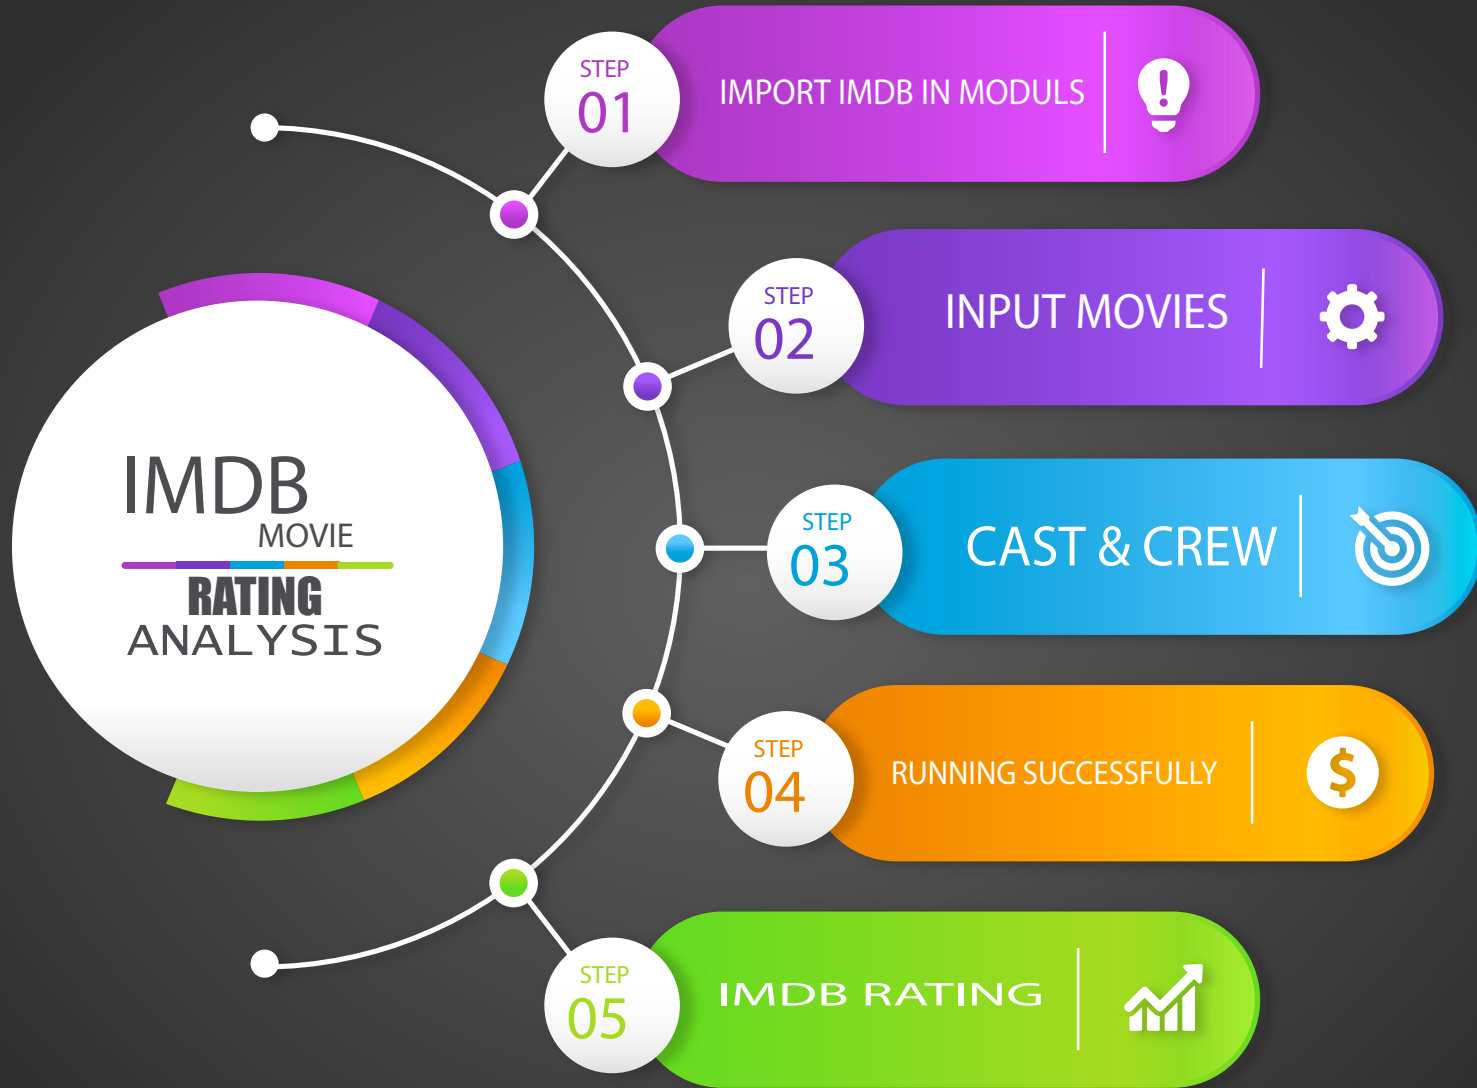 IMDB
MOVIE
RATING
ANALYSIS
STEP
01
IMPORT IMDB IN MODULS
STEP
02
INPUT MOVIES
STEP
03
CAST & CREW
STEP
04
RUNNING SUCCESSFULLY
$
STEP
05
IMDB RATING